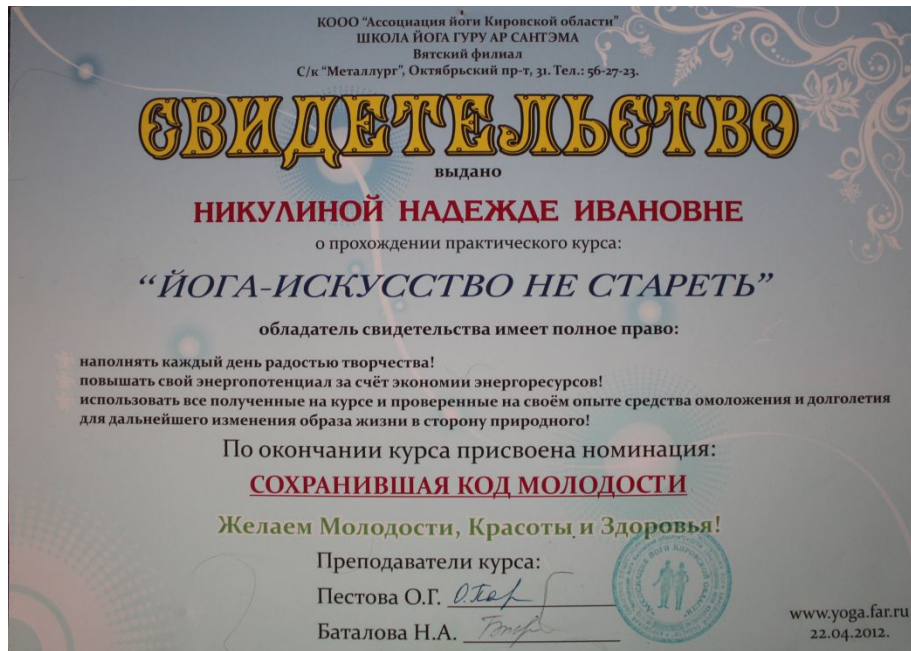 КООО "Ассоциация йоги Кировской области"
ШКОЛА ЙОГА ГУРУ АР САНТЭМА
Вятский филиал
С/к "Металлург", Октябрьский пр-т, 31. Тел.: 56-27-23.
СВИДЕТЕЛЬСТВО
выдано
НИКУЛИНОЙ НАДЕЖДЕ ИВАНОВНЕ
о прохождении практического курса:
"ЙОГА-ИСКУССТВО НЕ СТАРЕТЬ"
обладатель свидетельства имеет полное право:
наполнять каждый день радостью творчества!
повышать свой энергопотенциал за счёт экономии энергоресурсов!
использовать все полученные на курсе и проверенные на своём опыте средства омоложения и долголетия
для дальнейшего изменения образа жизни в сторону природного!
По окончании курса присвоена номинация:
СОХРАНИВШАЯ КОД МОЛОДОСТИ
Желаем Молодости, Красоты и Здоровья!
Преподаватели курса:
Пестова О.Г.
Баталова Н.А.
АССОЦИАЦИЯ ЙОГИ КИРОВСКОЙ ОБЛАСТИ
www.yoga.far.ru
22.04.2012.